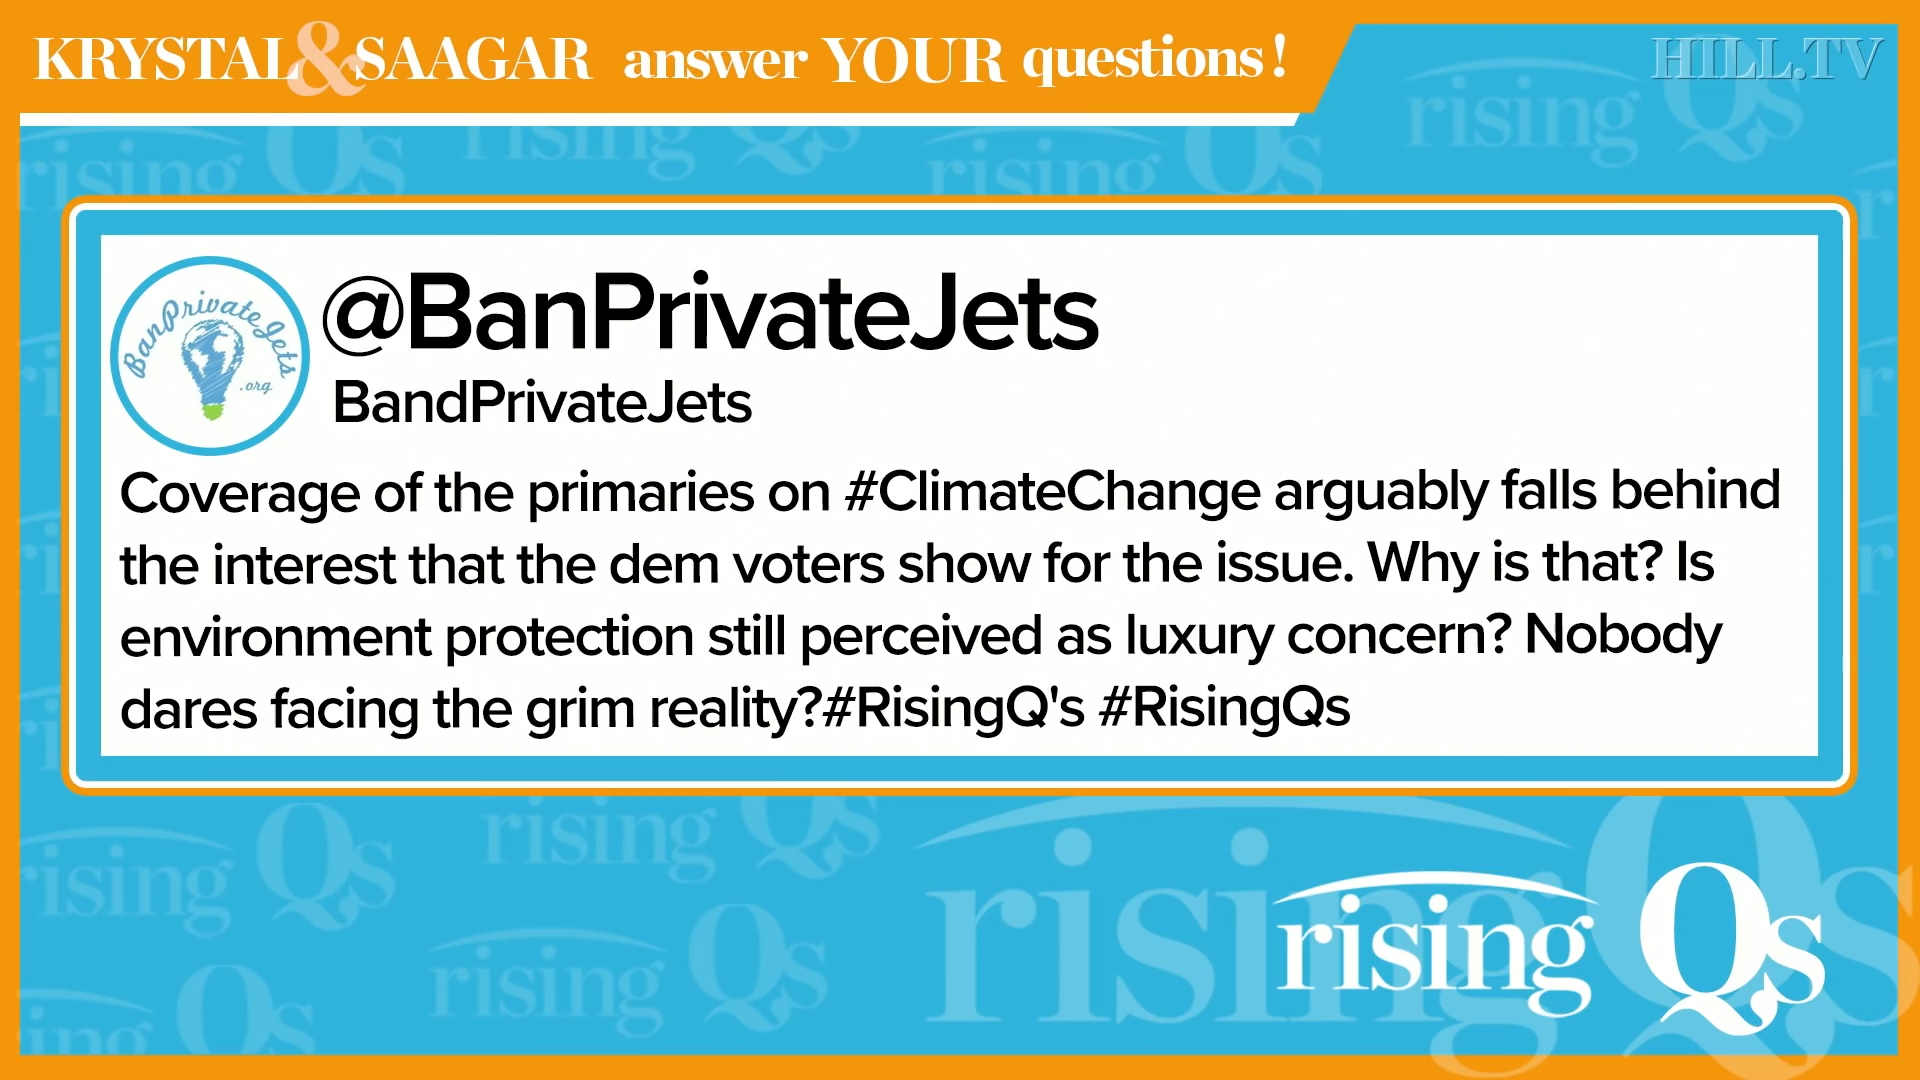 KRYSTAL & SAAGAR answer YOUR questions!
HILL.TV
BanPrivateJets
.org
@BanPrivateJets
BandPrivateJets
Coverage of the primaries on #ClimateChange arguably falls behind
the interest that the dem voters show for the issue. Why is that? Is
environment protection still perceived as luxury concern? Nobody
dares facing the grim reality?#RisingQ's #RisingQs
rising Qs